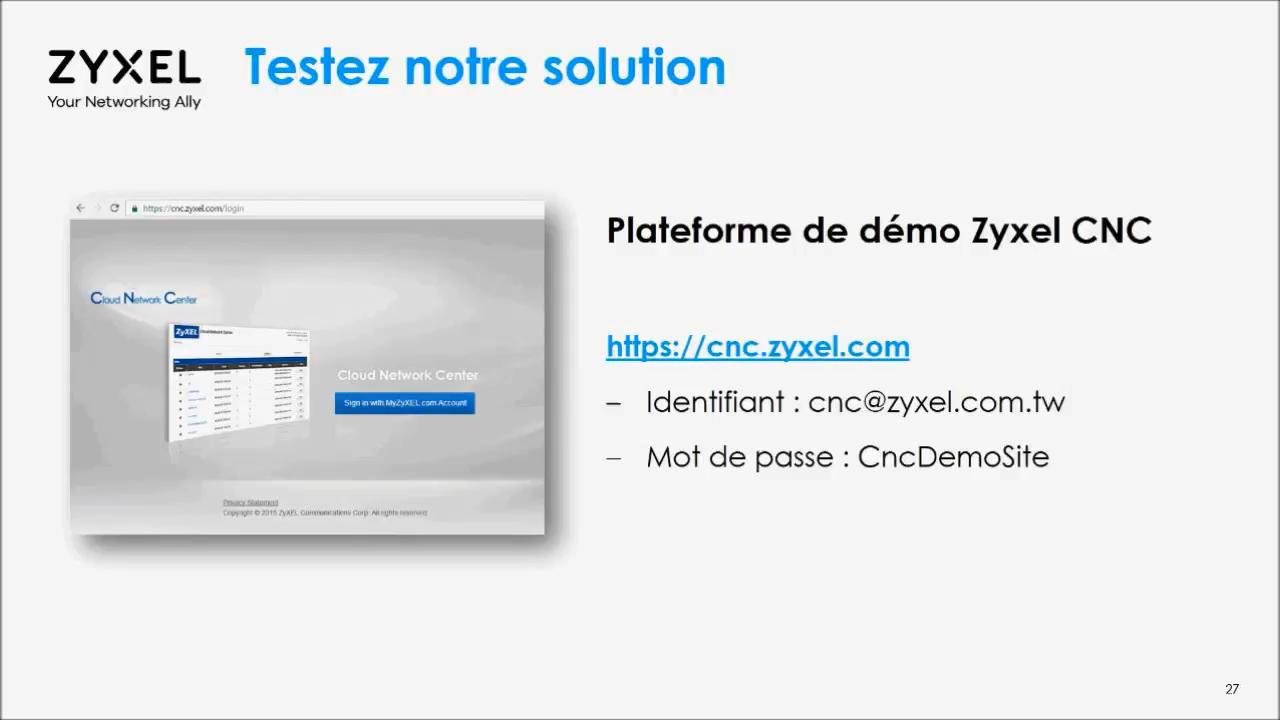 ZYXEL
Your Networking Ally
Testez notre solution
https://cnc.zyxel.com/login
Cloud Network Center
ZyXEL
Cloud Network Center
Sign in with MyZyXEL.com Account
Privacy Statement
Copyright © 2015 ZyXEL Communications Corp. All rights reserved.
Plateforme de démo Zyxel CNC
https://cnc.zyxel.com
– Identifiant : cnc@zyxel.com.tw
– Mot de passe : CncDemoSite
27